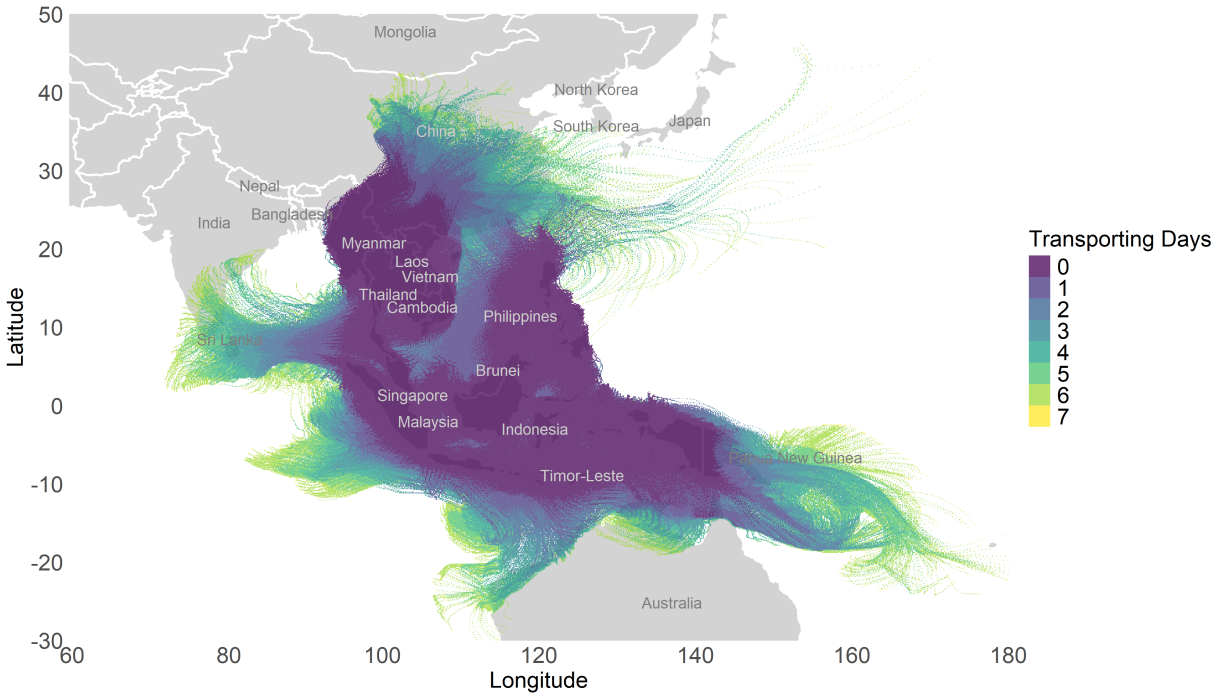 50
40
30
20
10
0
-10
-20
-30
60
80
100
120
140
160
180
Latitude
Longitude
Mongolia
North Korea
South Korea
Japan
China
Nepal
Bangladesh
India
Myanmar
Laos
Vietnam
Thailand
Cambodia
Philippines
Sri Lanka
Brunei
Singapore
Malaysia
Indonesia
Papua New Guinea
Timor-Leste
Australia
Transporting Days
0
1
2
3
4
5
6
7